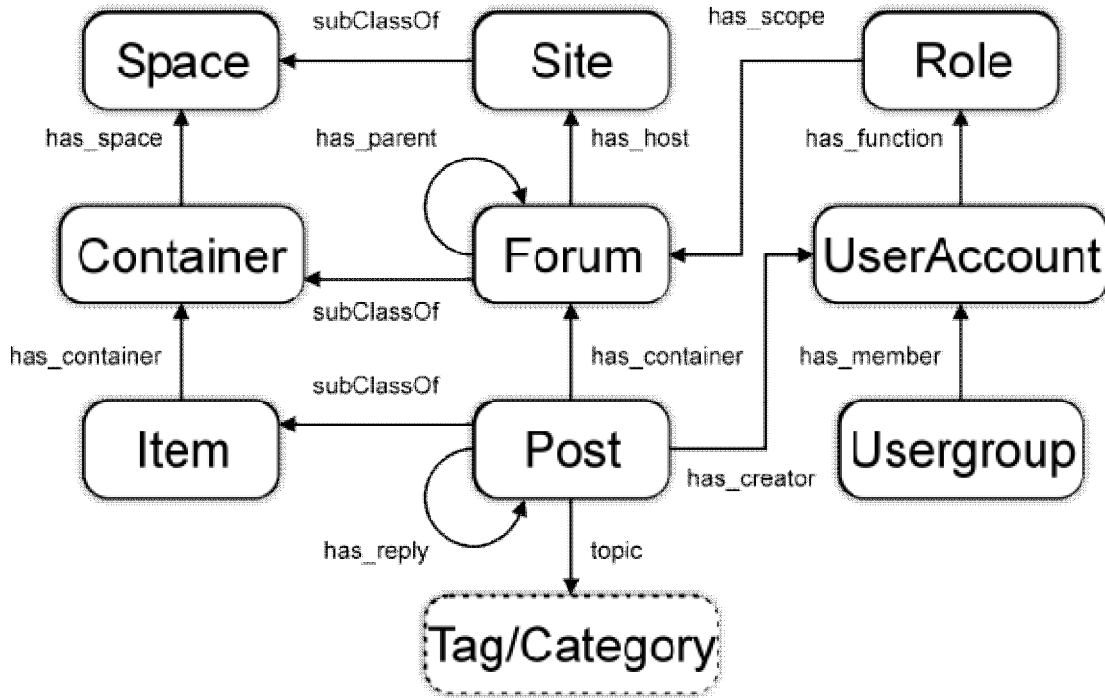 subClassOf
has_scope
Space
Site
Role
has_space
has_parent
has_host
has_function
Container
Forum
UserAccount
subClassOf
has_container
has_container
has_member
subClassOf
Item
Post
Usergroup
has_creator
has_reply
topic
Tag/Category